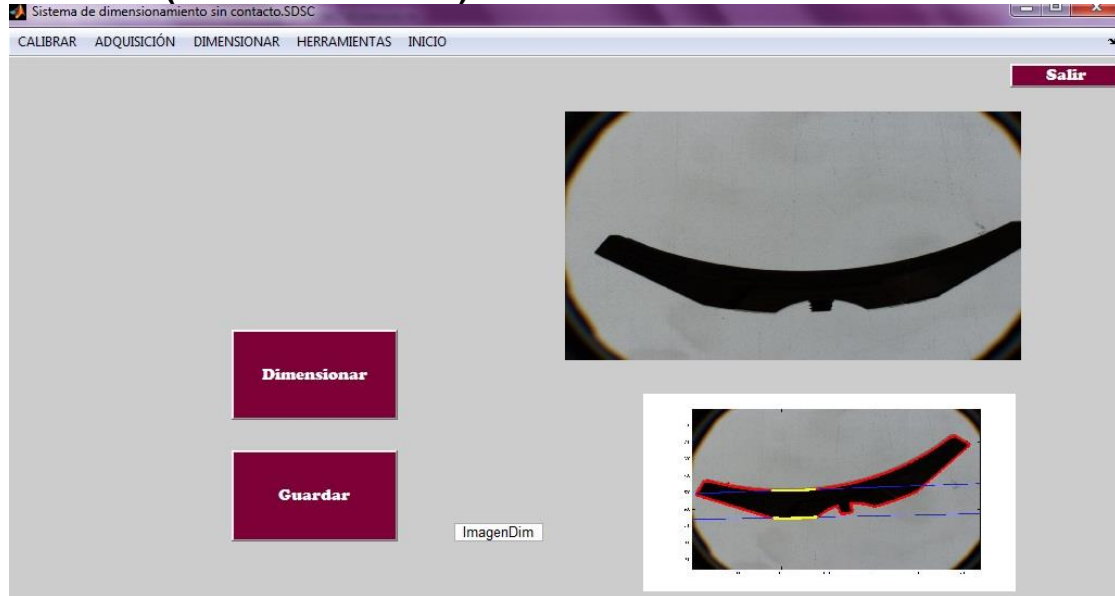 Sistema de dimensionamiento sin contacto.SDSC
CALIBRAR ADQUISICIÓN DIMENSIONAR HERRAMIENTAS INICIO
Salir
Dimensionar
Guardar
ImagenDim